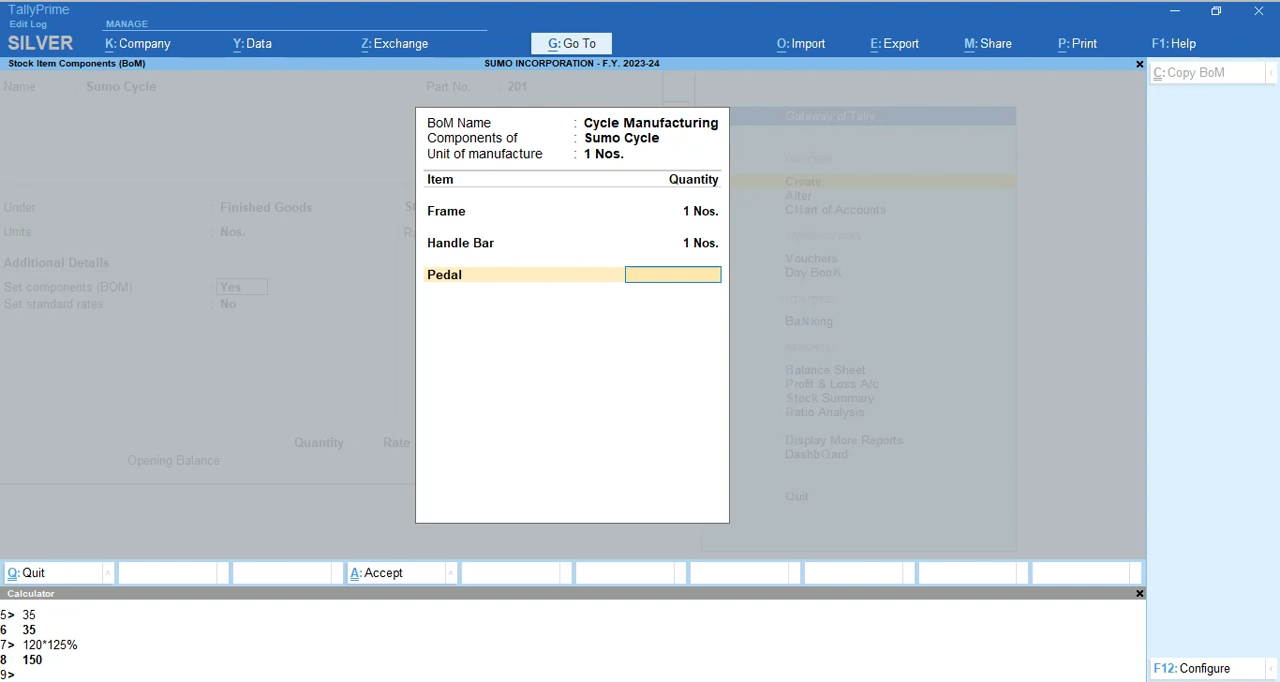 TallyPrime
Edit Log
MANAGE
SILVER
K: Company
Y: Data
Z: Exchange
G: Go To
O: Import
E: Export
M: Share
P: Print
F1: Help
Stock Item Components (BoM)
SUMO INCORPORATION - F.Y. 2023-24
C: Copy BoM
Name : Sumo Cycle
Part No. : 201
BoM Name : Cycle Manufacturing
Components of : Sumo Cycle
Unit of manufacture : 1 Nos.
Item Quantity
Frame 1 Nos.
Handle Bar 1 Nos.
Pedal
Under : Finished Goods
Units : Nos.
Additional Details
Set components (BOM) : Yes
Set standard rates : No
Quantity Rate
Opening Balance
Gateway of Tally
Create
Alter
CHart of Accounts
Vouchers
Day BooK
BaNking
Balance Sheet
Profit & Loss A/c
Stock Summary
Ratio Analysis
Display More Reports
DashbOard
Quit
Q: Quit
A: Accept
Calculator
5> 35
6 35
7> 120*125%
8 150
9>
F12: Configure